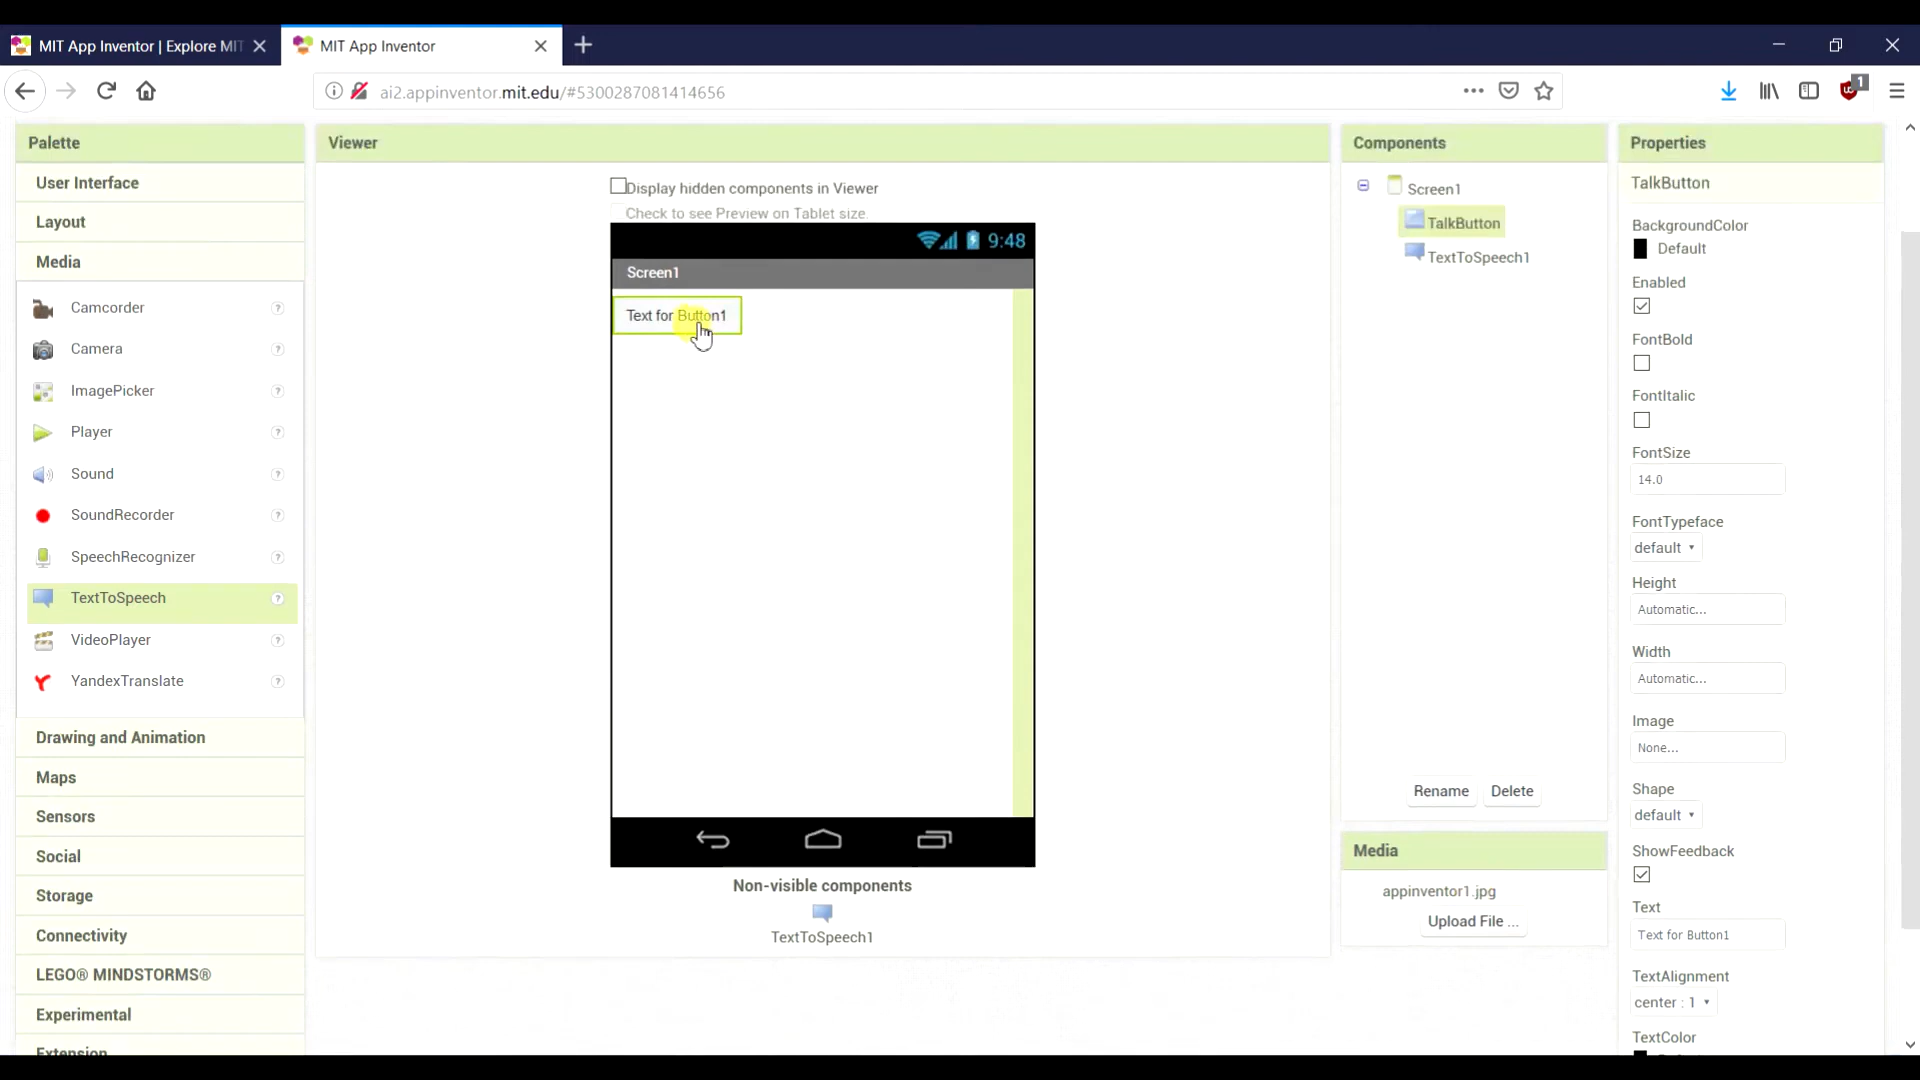 MIT App Inventor | Explore MIT
MIT App Inventor
ai2.appinventor.mit.edu/#5300287081414656
1
Palette
User Interface
Layout
Media
Camcorder
?
Camera
?
ImagePicker
?
Player
?
Sound
?
SoundRecorder
?
SpeechRecognizer
?
TextToSpeech
?
VideoPlayer
?
YandexTranslate
?
Drawing and Animation
Maps
Sensors
Social
Storage
Connectivity
LEGO® MINDSTORMS®
Experimental
Extension
Viewer
Display hidden components in Viewer
Check to see Preview on Tablet size.
9:48
Screen1
Text for Button1
Non-visible components
TextToSpeech1
Components
Screen1
TalkButton
TextToSpeech1
Rename Delete
Media
appinventor1.jpg
Upload File ...
Properties
TalkButton
BackgroundColor
Default
Enabled
FontBold
FontItalic
FontSize
14.0
FontTypeface
default
Height
Automatic...
Width
Automatic...
Image
None...
Shape
default
ShowFeedback
Text
Text for Button1
TextAlignment
center : 1
TextColor